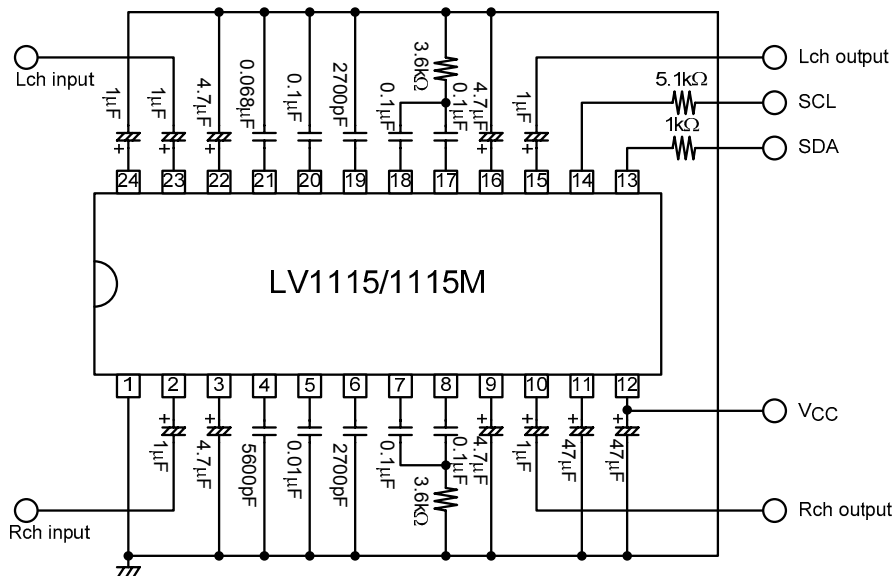 Lch input
1µF
1µF
4.7µF
0.068µF
0.1µF
2700pF
0.1µF
3.6kΩ
0.1µF
4.7µF
1µF
Lch output
5.1kΩ
SCL
1kΩ
SDA
24 23 22 21 20 19 18 17 16 15 14 13
LV1115/1115M
1 2 3 4 5 6 7 8 9 10 11 12
VCC
1µF
4.7µF
5600pF
0.01µF
2700pF
0.1µF
3.6kΩ
0.1µF
4.7µF
1µF
47µF
47µF
Rch input
Rch output